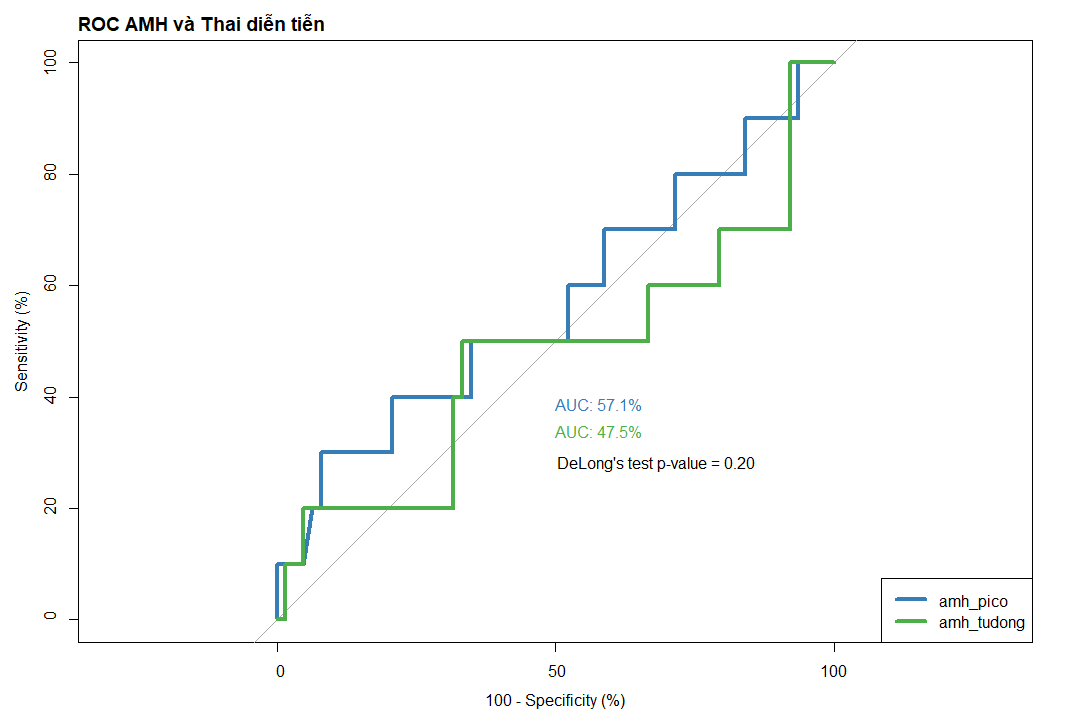 ROC AMH và Thai diễn tiễn
100
80
60
40
20
0
Sensitivity (%)
AUC: 57.1%
AUC: 47.5%
DeLong's test p-value = 0.20
amh_pico
amh_tudong
0 50 100
100 - Specificity (%)